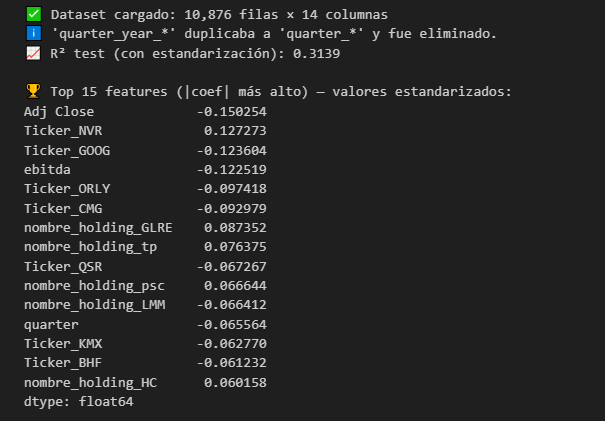 ✅ Dataset cargado: 10,876 filas × 14 columnas
ℹ️ 'quarter_year_*' duplicaba a 'quarter_*' y fue eliminado.
📈 R² test (con estandarización): 0.3139
🏆 Top 15 features (|coef| más alto) — valores estandarizados:
Adj Close -0.150254
Ticker_NVR 0.127273
Ticker_GOOG -0.123604
ebitda -0.122519
Ticker_ORLY -0.097418
Ticker_CMG -0.092979
nombre_holding_GLRE 0.087352
nombre_holding_tp 0.076375
Ticker_QSR -0.067267
nombre_holding_psc 0.066644
nombre_holding_LMM -0.066412
quarter -0.065564
Ticker_KMX -0.062770
Ticker_BHF -0.061232
nombre_holding_HC 0.060158
dtype: float64